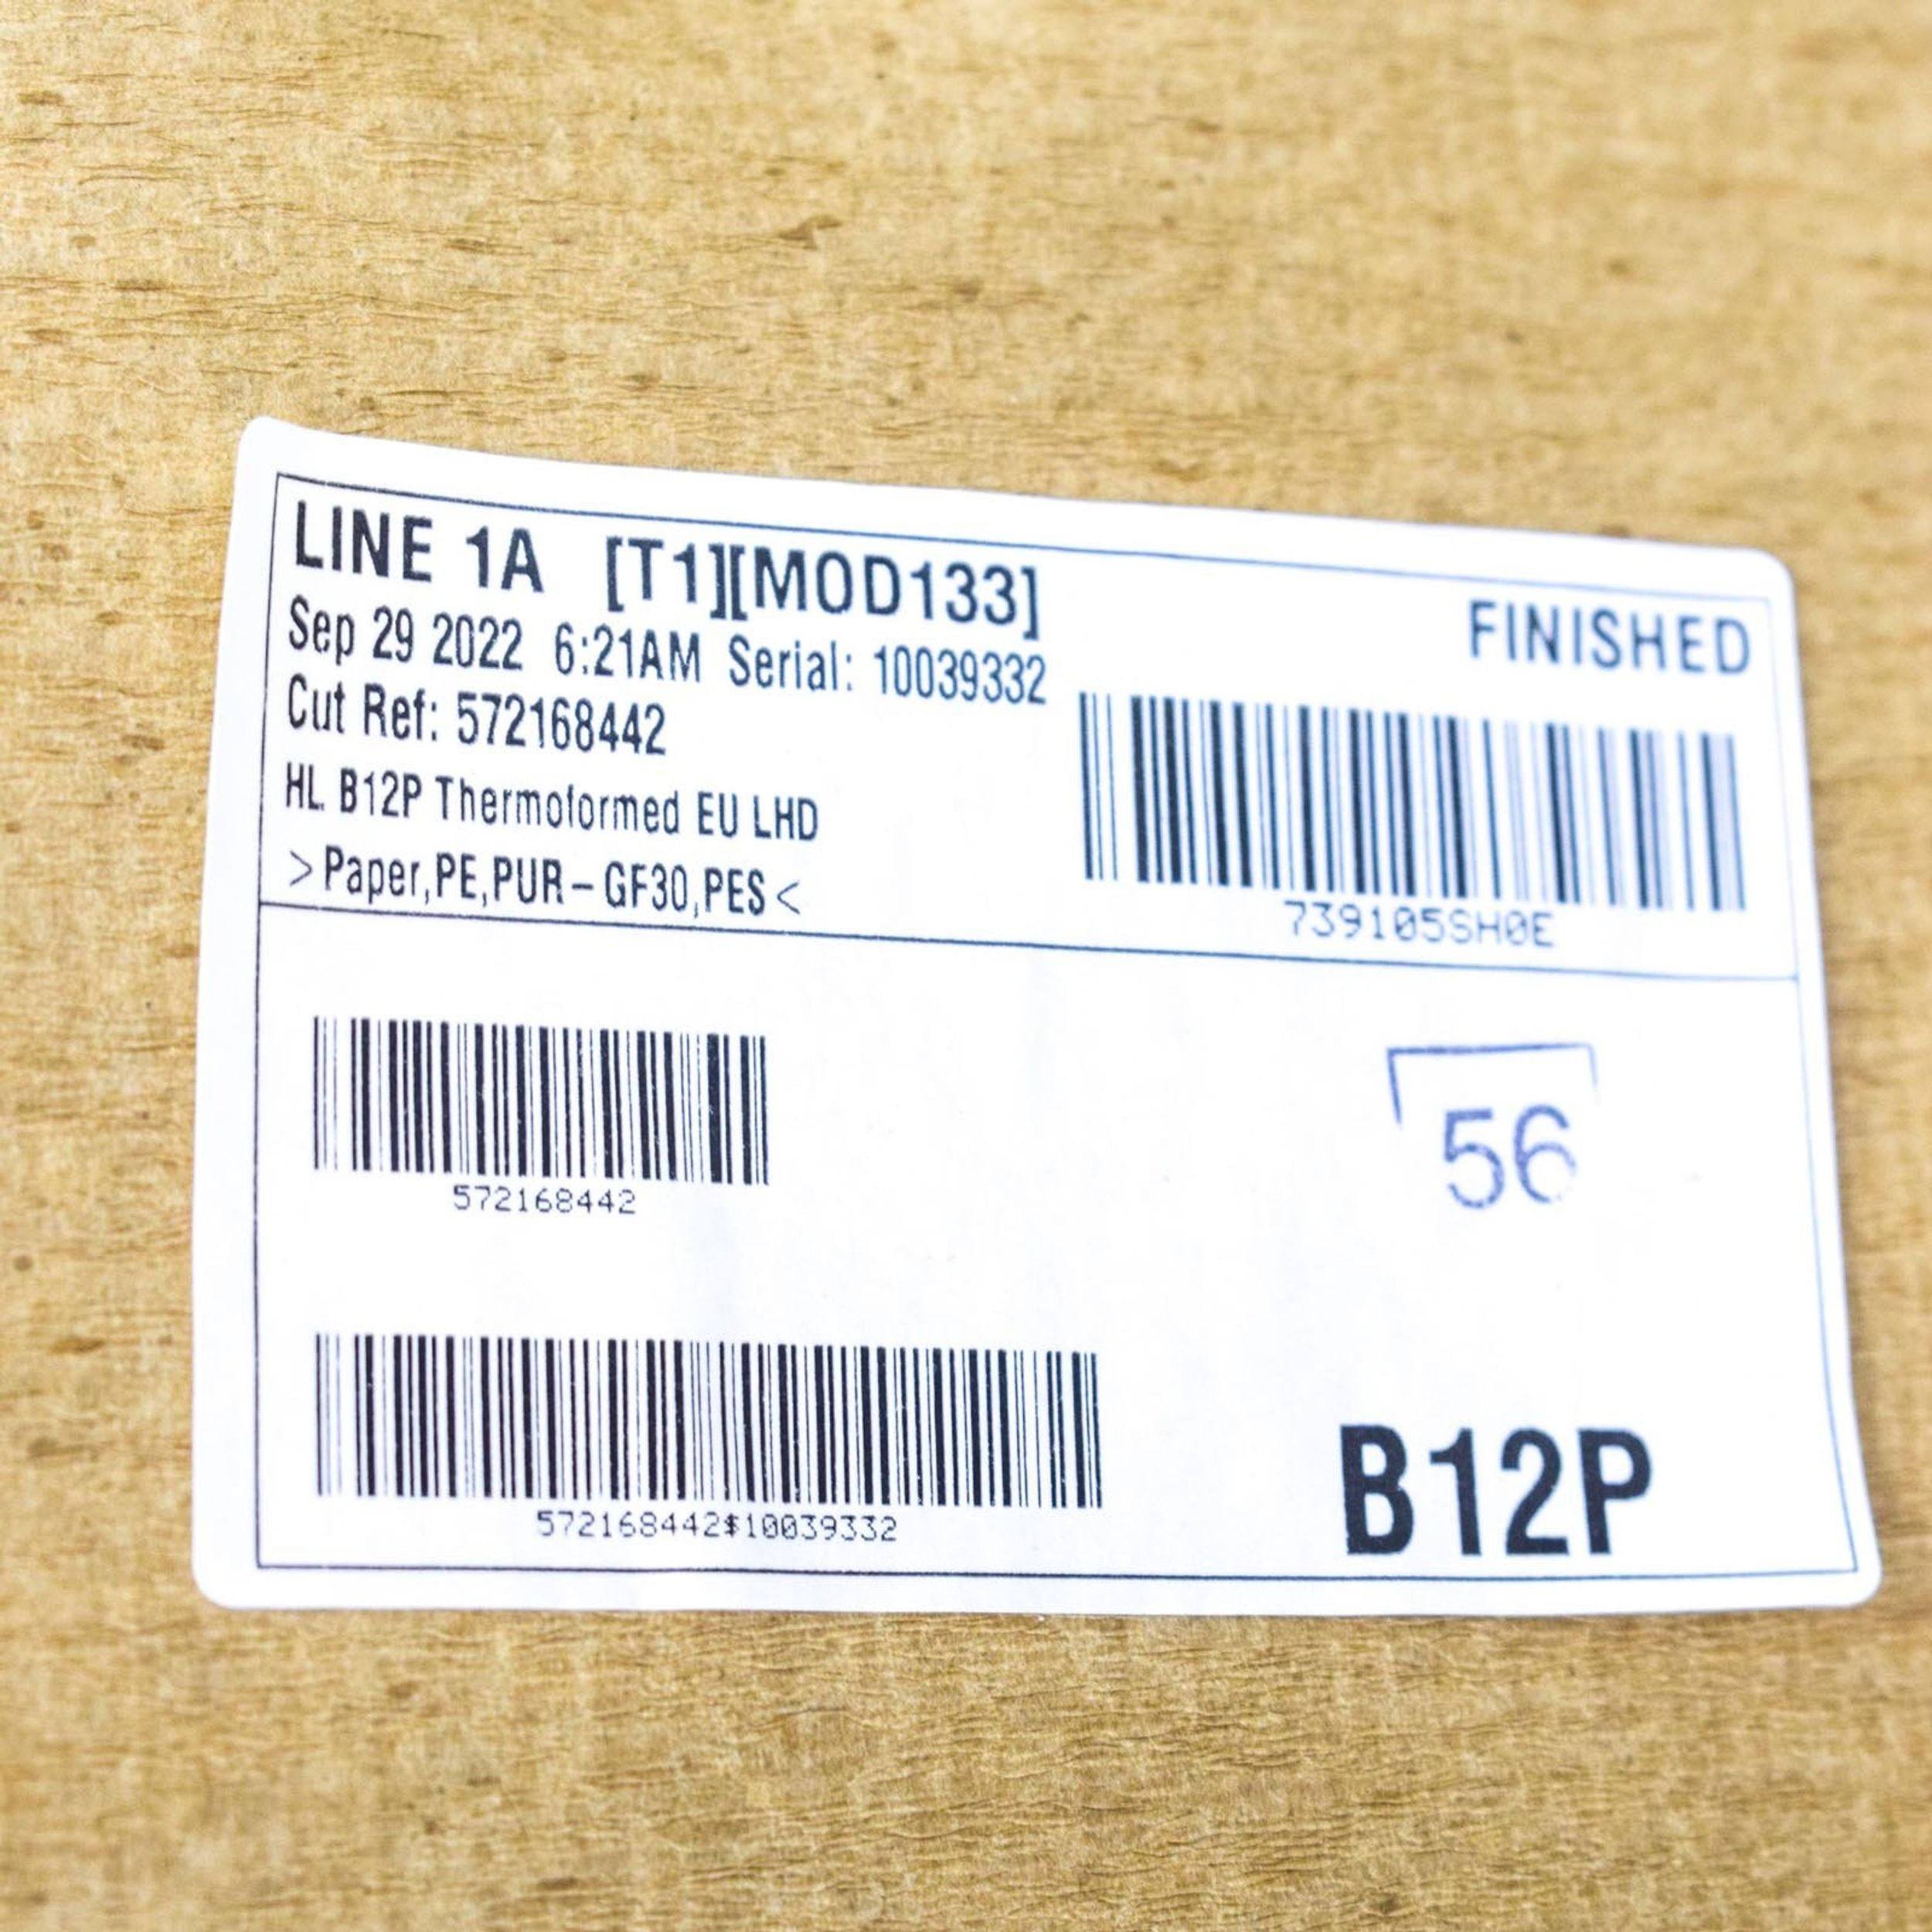 LINE 1A [T1][MOD133]
FINISHED
Sep 29 2022 6:21AM Serial: 10039332
Cut Ref: 572168442
HL B12P Thermoformed EU LHD
>Paper,PE,PUR-GF30,PES<
739105SH0E
572168442
56
572168442$10039332
B12P